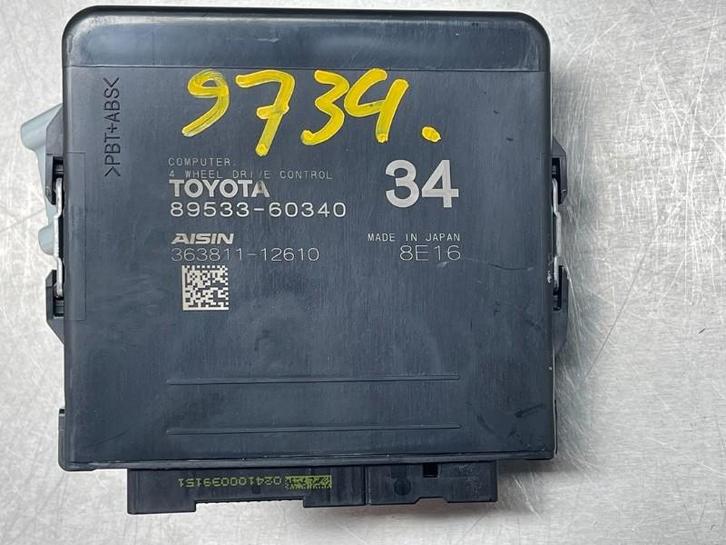 9734.
>PBT+ABS<
COMPUTER.
4 WHEEL DRIVE CONTROL
TOYOTA
34
89533-60340
AISIN
MADE IN JAPAN
363811-12610
8E16
024100039151